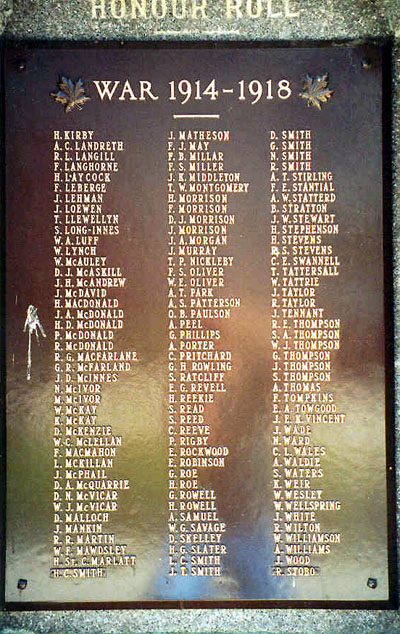 HONOUR ROLL
WAR 1914-1918
H. KIRBY
A. C. LANDRETH
R. L. LANGILL
F. LANGHORNE
H. LAYCOCK
F. LEBERGE
J. LEHMAN
J. LOEWEN
T. LLEWELLYN
S. LONG-INNES
W. A. LUFF
W. LYNCH
W. McAULEY
D. J. McASKILL
J. H. McANDREW
J. McDAVID
H. MACDONALD
J. A. McDONALD
H. D. McDONALD
P. McDONALD
R. McDONALD
R. G. MACFARLANE
G. R. McFARLAND
J. D. McINNES
N. McIVOR
M. McIVOR
W. McKAY
K. McKAY
D. McKENZIE
W. C. McLELLAN
F. MACMAHON
L. McKILLAN
J. McPHAIL
D. A. McQUARRIE
D. N. McVICAR
W. J. McVICAR
D. MALLOCH
J. MANKIN
R. R. MARTIN
W. F. MAWDSLEY
H. ST. C. MARLATT
H. C. SMITH
J. MATHESON
F. J. MAY
F. B. MILLAR
F. S. MILLER
J. K. MIDDLETON
T. W. MONTGOMERY
H. MORRISON
F. MORRISON
D. J. MORRISON
J. MORRISON
J. A. MORGAN
J. MURRAY
T. P. NICKLEBY
F. S. OLIVER
W. E. OLIVER
A. T. PARK
A. S. PATTERSON
O. B. PAULSON
A. PEEL
G. PHILLIPS
A. PORTER
C. PRITCHARD
G. H. ROWLING
S. RATCLIFF
E. G. REVELL
H. REEKIE
S. READ
S. REED
C. REEVE
P. RIGBY
E. ROCKWOOD
E. ROBINSON
G. ROE
H. ROE
G. ROWELL
H. ROWELL
A. SAMUEL
W. G. SAVAGE
D. SKELLEY
H. G. SLATER
L. C. SMITH
J. T. SMITH
D. SMITH
G. SMITH
N. SMITH
R. SMITH
A. T. STIRLING
F. E. STANTIAL
A. W. STATTERD
B. STRATTON
J. W. STEWART
H. STEPHENSON
H. STEVENS
R. S. STEVENS
C. E. SWANNELL
T. TATTERSALL
W. TATTRIE
J. TAYLOR
P. TAYLOR
J. TENNANT
R. E. THOMPSON
S. A. THOMPSON
W. J. THOMPSON
G. THOMPSON
J. THOMPSON
S. THOMPSON
A. THOMAS
F. TOMPKINS
E. A. TOWGOOD
J. E. K. VINCENT
J. WADE
N. WARD
C. L. WALES
A. WALDIE
S. WATERS
K. WEIR
W. WESLEY
W. WELLSPRING
J. WHITE
R. WILTON
W. WILLIAMSON
A. WILLIAMS
J. WOOD
R. STOBO